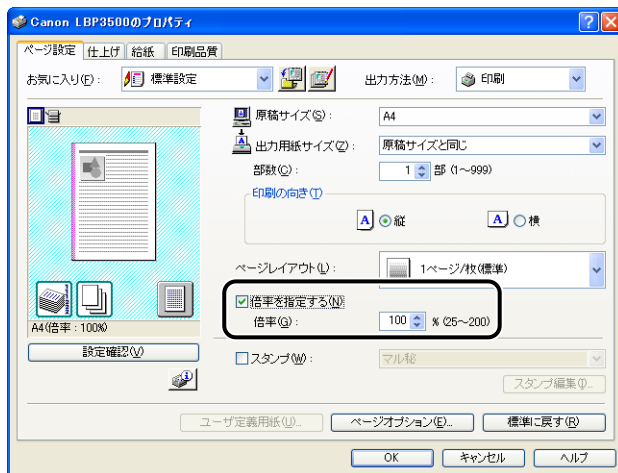 Canon LBP3500のプロパティ
ページ設定 仕上げ 給紙 印刷品質
お気に入り(F): 標準設定 出力方法(M): 印刷
原稿サイズ(S): A4
出力用紙サイズ(Z): 原稿サイズと同じ
部数(C): 1 部 (1～999)
印刷の向き(T)
A 縦 A 横
ページレイアウト(L): 1ページ/枚(標準)
倍率を指定する(N)
倍率(G): 100 % (25～200)
A4(倍率:100%)
設定確認(V)
スタンプ(W): マル秘
スタンプ編集(I)...
ユーザ定義用紙(U)... ページオプション(E)... 標準に戻す(R)
OK キャンセル ヘルプ